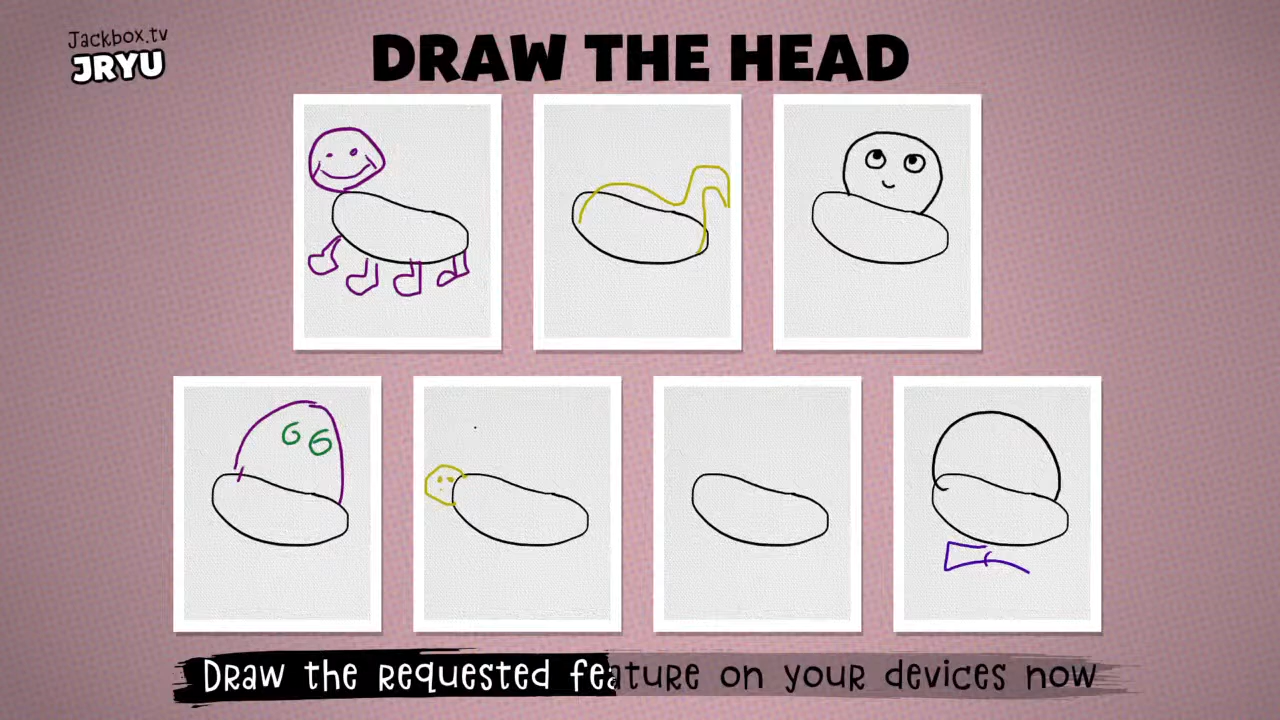 Jackbox.tv
JRYU
DRAW THE HEAD
Draw the requested feature on your devices now